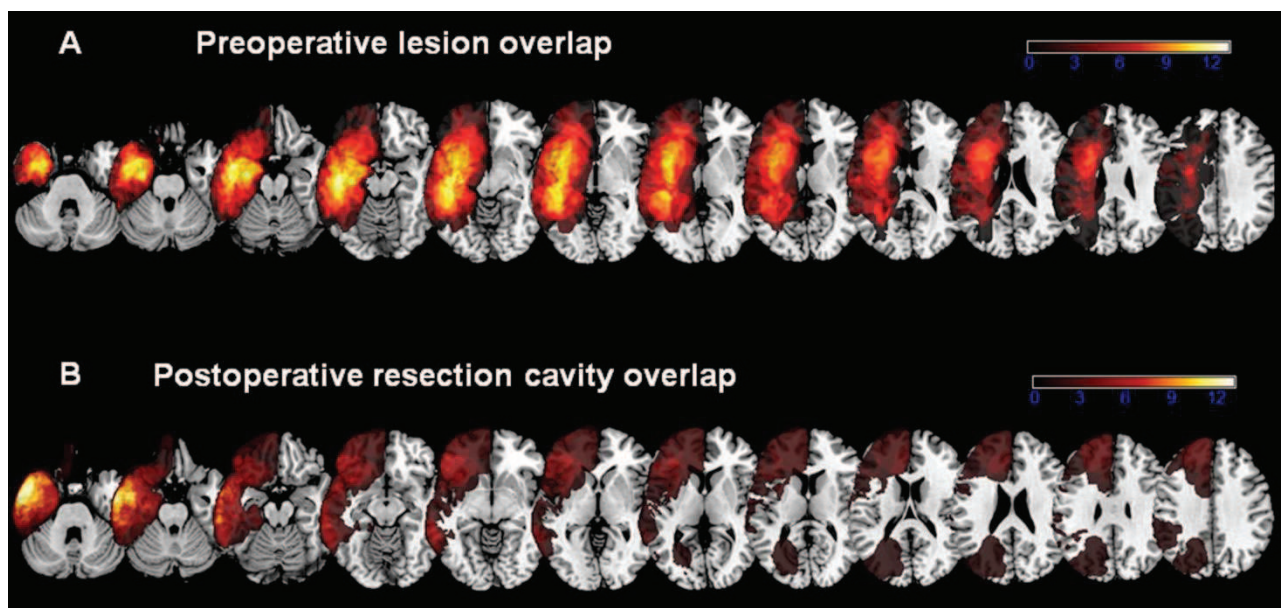 A Preoperative lesion overlap
0 3 6 9 12
B Postoperative resection cavity overlap
0 3 6 9 12